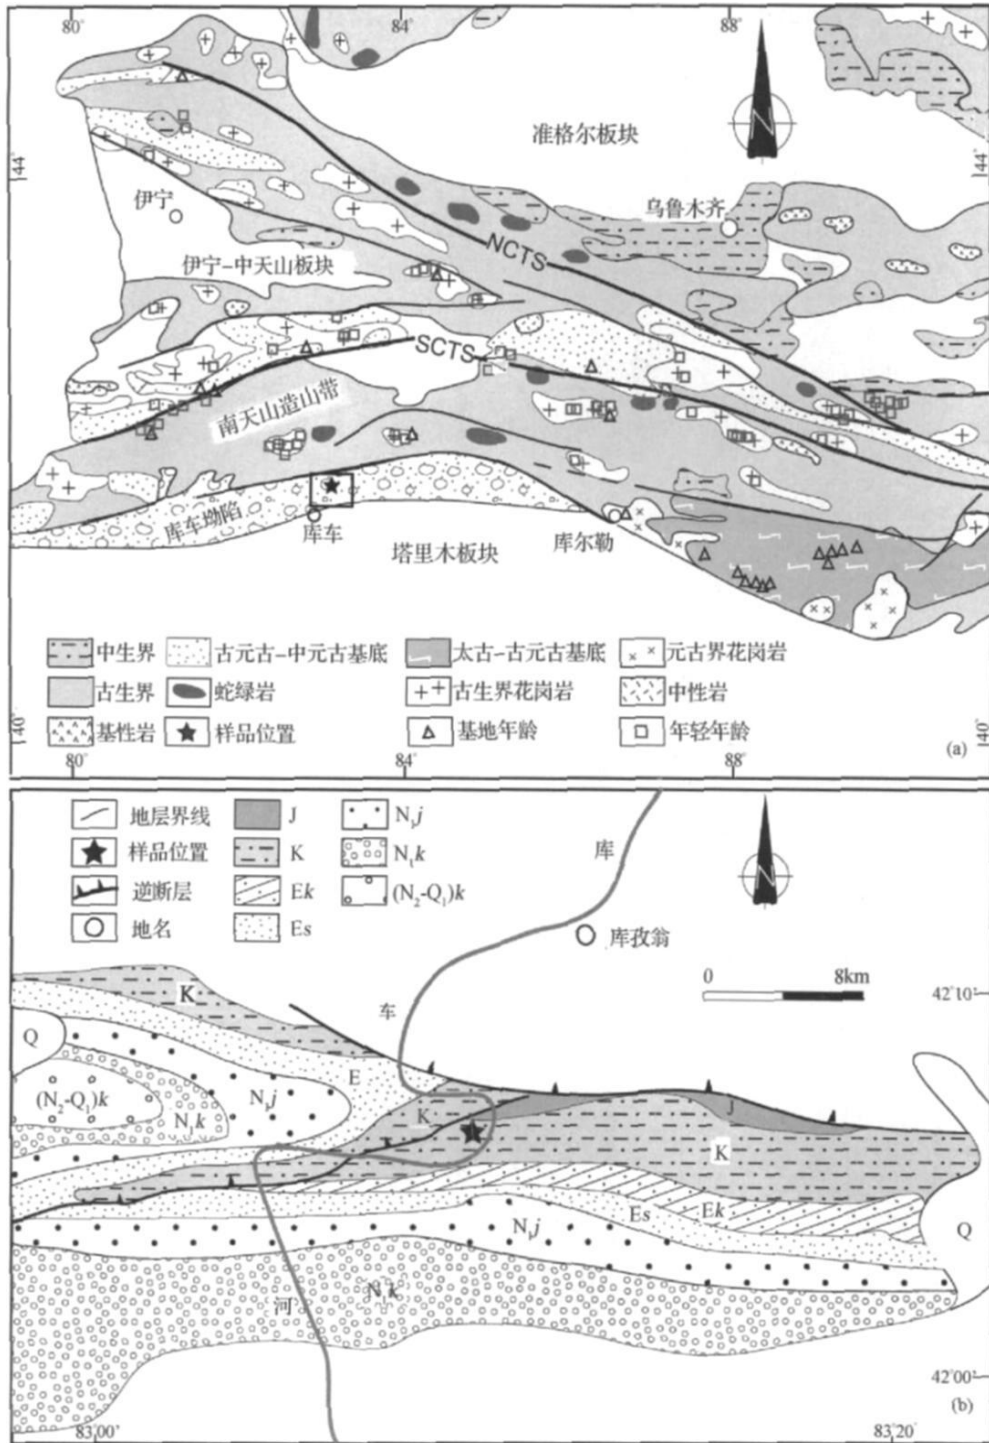 80°
84°
88°
44°
44°
准格尔板块
伊宁
乌鲁木齐
NCTS
伊宁-中天山板块
SCTS
南天山造山带
库车坳陷
库车
塔里木板块
库尔勒
中生界
古元古-中元古基底
太古-古元古基底
元古界花岗岩
古生界
蛇绿岩
古生界花岗岩
中性岩
基性岩
样品位置
基地年龄
年轻年龄
40°
40°
(a)
80°
84°
88°
地层界线
J
N₁j
样品位置
K
N₁k
逆断层
Ek
(N₂-Q₁)k
地名
Es
库
库孜翁
0
8km
42°10'
K
车
Q
E
(N₂-Q₁)k
N₁j
N₁k
K
J
K
Es
Ek
N₁j
Q
河
N₁k
42°00'
(b)
83°00'
83°20'